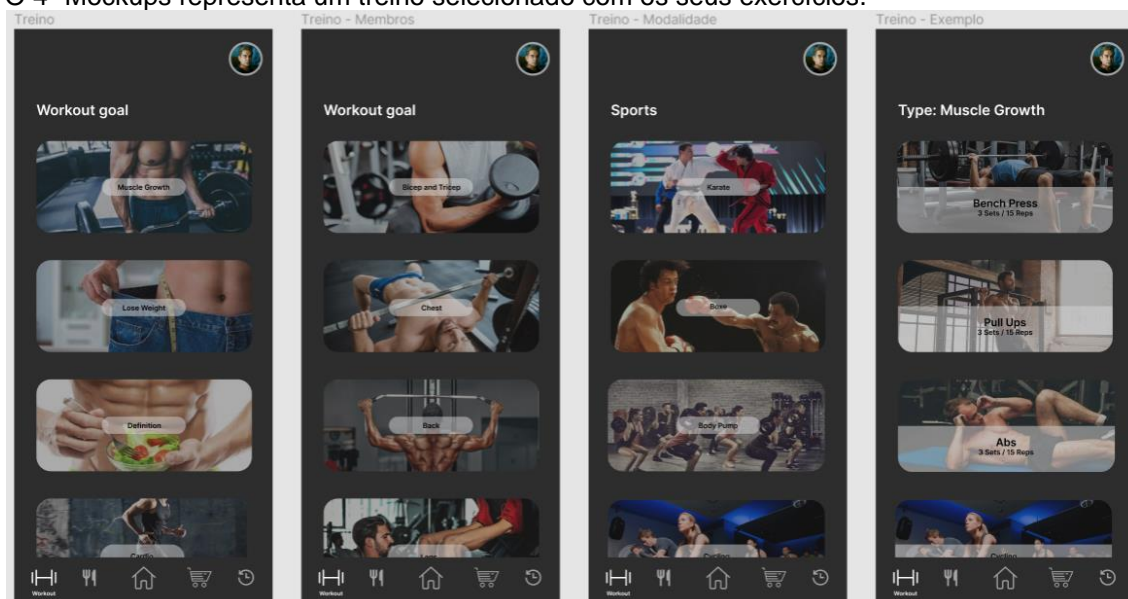 O 4º Mockups representa um treino selecionado com os seus exercícios.
Treino
Workout goal
Muscle Growth
Lose Weight
Definition
Cardio
Workout
Treino - Membros
Workout goal
Bicep and Tricep
Chest
Back
Legs
Workout
Treino - Modalidade
Sports
Karate
Boxe
Body Pump
Cycling
Workout
Treino - Exemplo
Type: Muscle Growth
Bench Press
3 Sets / 15 Reps
Pull Ups
3 Sets / 15 Reps
Abs
3 Sets / 15 Reps
Cycling
Workout